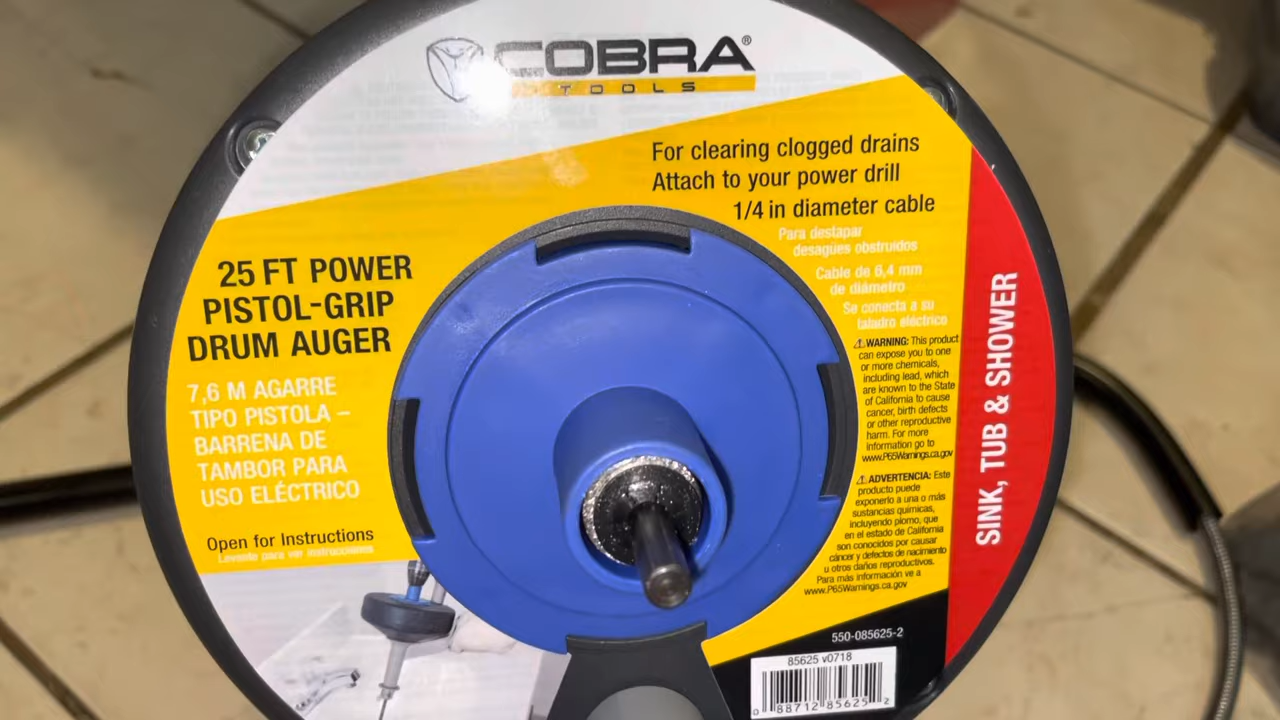 COBRA®
TOOLS
For clearing clogged drains
Attach to your power drill
1/4 in diameter cable
Para destapar
desagües obstruidos
Cable de 6,4 mm
de diámetro
Se conecta a su
taladro eléctrico
25 FT POWER
PISTOL-GRIP
DRUM AUGER
7,6 M AGARRE
TIPO PISTOLA –
BARRENA DE
TAMBOR PARA
USO ELÉCTRICO
Open for Instructions
Levante para ver instrucciones
⚠WARNING: This product
can expose you to one
or more chemicals,
including lead, which
are known to the State
of California to cause
cancer, birth defects
or other reproductive
harm. For more
information go to
www.P65Warnings.ca.gov
⚠ADVERTENCIA: Este
producto puede
exponerlo a una o más
sustancias químicas,
incluyendo plomo, que
en el estado de California
son conocidos por causar
cáncer y defectos de nacimiento
u otros daños reproductivos.
Para más información ve a
www.P65Warnings.ca.gov
SINK, TUB & SHOWER
550-085625-2
85625 v0718
0 88712 85625 2